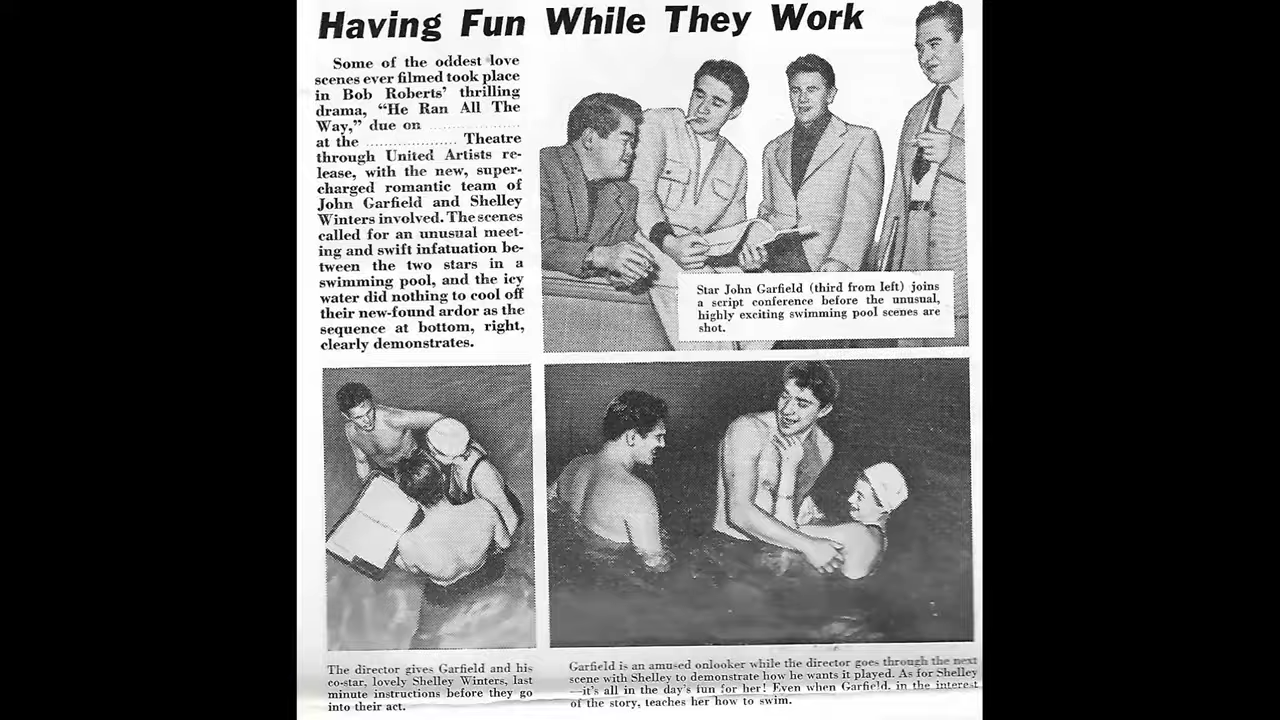 Having Fun While They Work
Some of the oddest love
scenes ever filmed took place
in Bob Roberts' thrilling
drama, "He Ran All The
Way," due on ....................
at the .................... Theatre
through United Artists re-
lease, with the new, super-
charged romantic team of
John Garfield and Shelley
Winters involved. The scenes
called for an unusual meet-
ing and swift infatuation be-
tween the two stars in a
swimming pool, and the icy
water did nothing to cool off
their new-found ardor as the
sequence at bottom, right,
clearly demonstrates.
Star John Garfield (third from left) joins
a script conference before the unusual,
highly exciting swimming pool scenes are
shot.
The director gives Garfield and his
co-star, lovely Shelley Winters, last
minute instructions before they go
into their act.
Garfield is an amused onlooker while the director goes through the next
scene with Shelley to demonstrate how he wants it played. As for Shelley
—it's all in the day's fun for her! Even when Garfield, in the interest
of the story, teaches her how to swim.